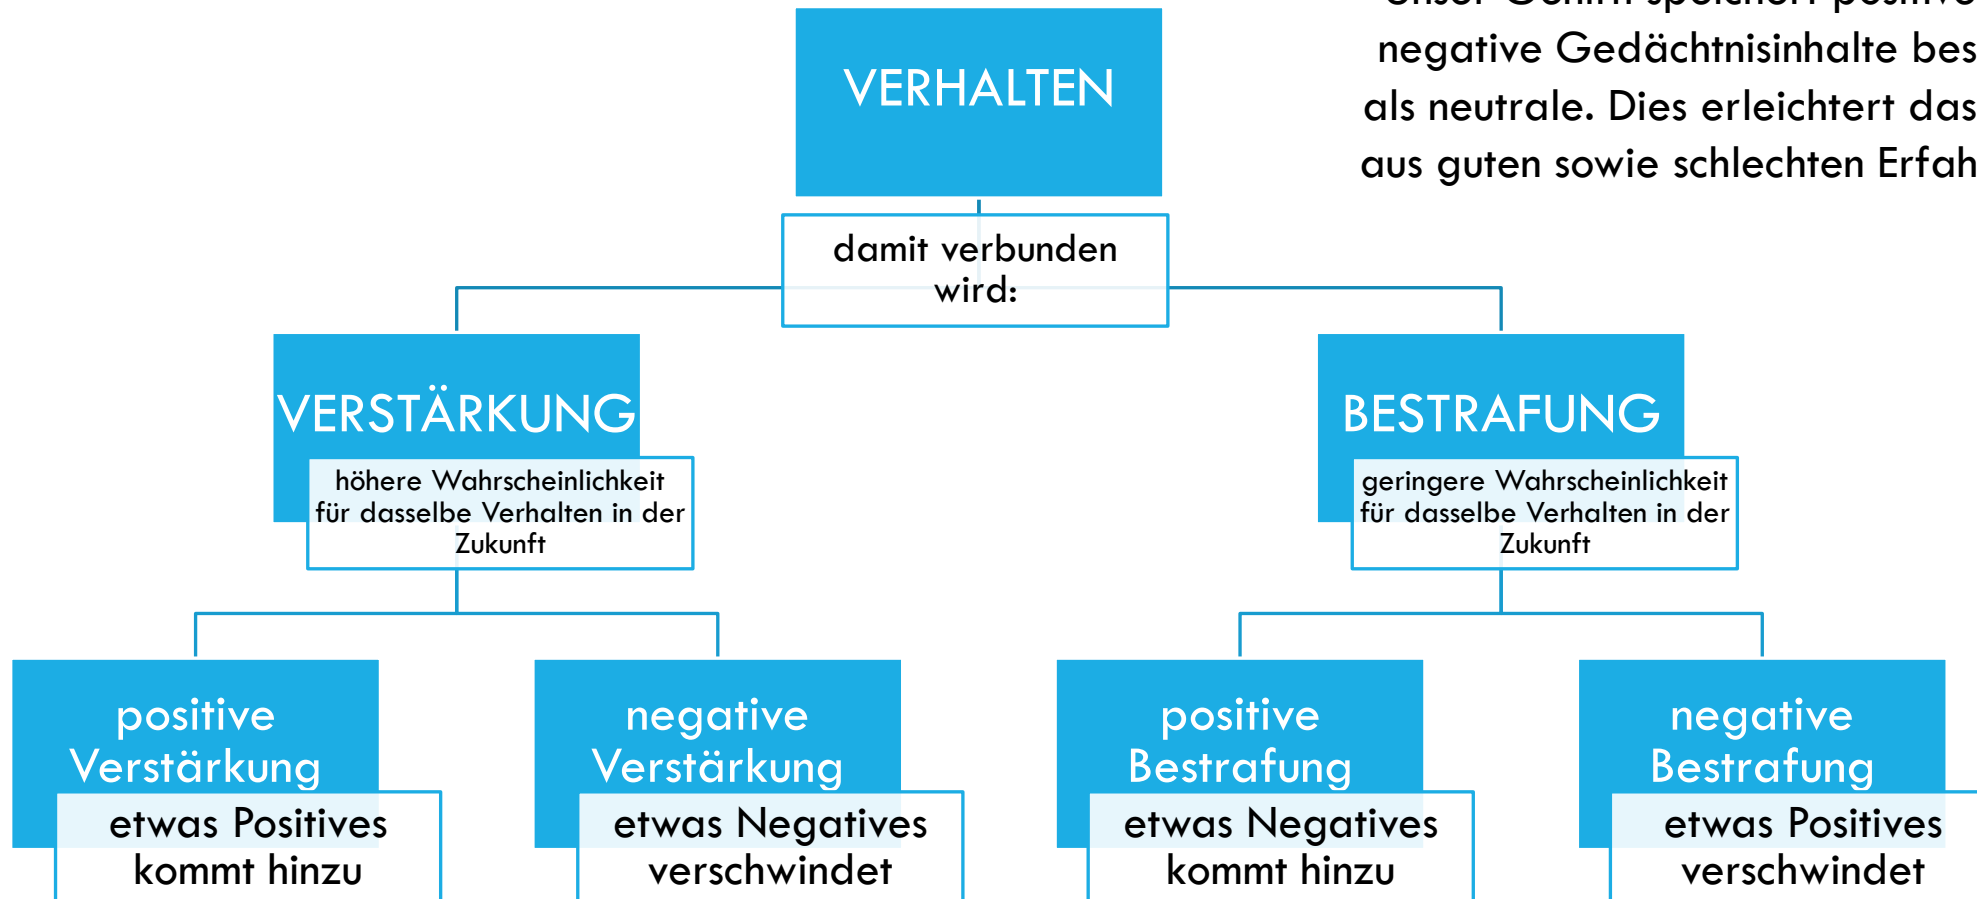 negative Gedächtnisinhalte bes
als neutrale. Dies erleichtert das
aus guten sowie schlechten Erfah
VERHALTEN
damit verbunden
wird:
VERSTÄRKUNG
höhere Wahrscheinlichkeit
für dasselbe Verhalten in der
Zukunft
BESTRAFUNG
geringere Wahrscheinlichkeit
für dasselbe Verhalten in der
Zukunft
positive
Verstärkung
etwas Positives
kommt hinzu
negative
Verstärkung
etwas Negatives
verschwindet
positive
Bestrafung
etwas Negatives
kommt hinzu
negative
Bestrafung
etwas Positives
verschwindet